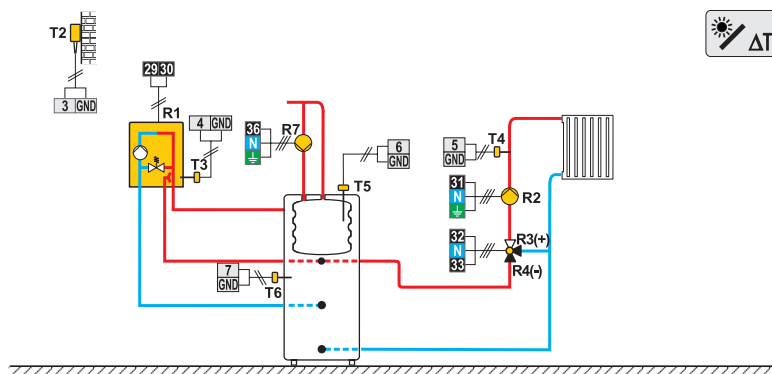 T2
ΔT
29 30
3 GND
R1
4 GND
36
N
R7
T3
6
GND
T5
5
GND
T4
31
N
R2
32
N
33
R3(+)
R4(-)
7
GND
T6